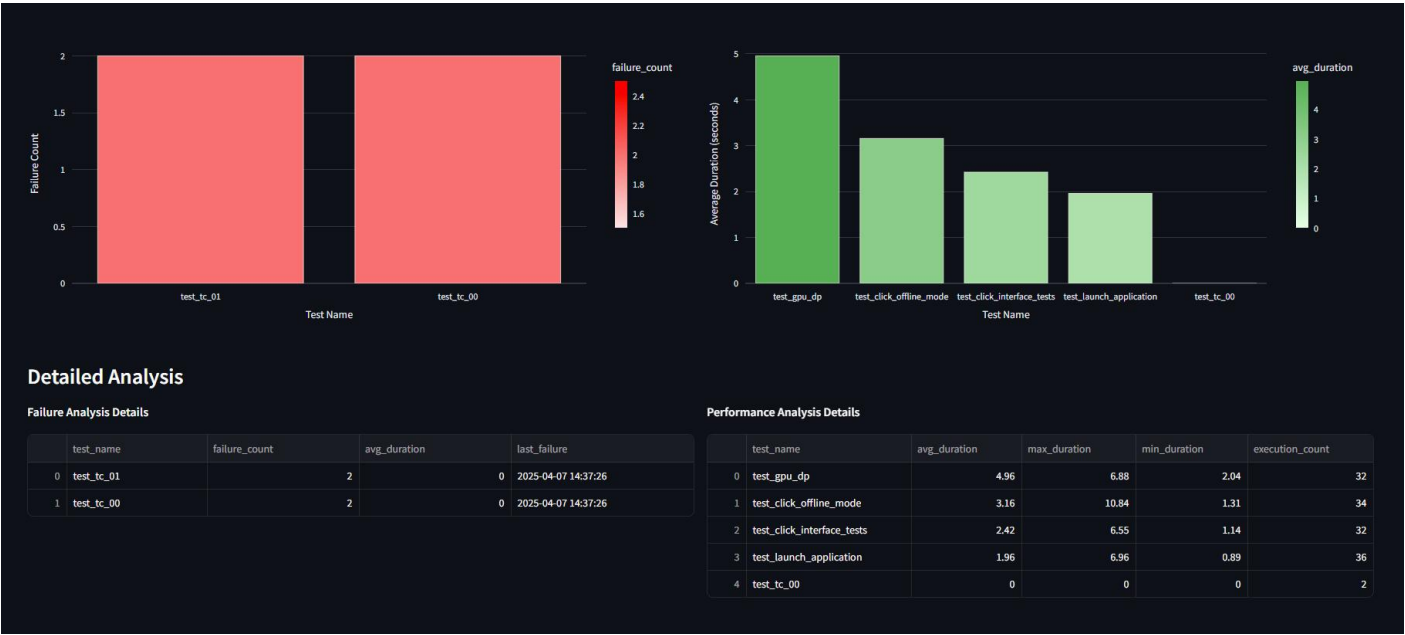 2
1.5
1
0.5
0
Failure Count
test_tc_01
test_tc_00
Test Name
failure_count
2.4
2.2
2
1.8
1.6
5
4
3
2
1
0
Average Duration (seconds)
test_gpu_dp
test_click_offline_mode
test_click_interface_tests
test_launch_application
test_tc_00
Test Name
avg_duration
4
3
2
1
0
Detailed Analysis
Failure Analysis Details
test_name failure_count avg_duration last_failure
0 test_tc_01 2 0 2025-04-07 14:37:26
1 test_tc_00 2 0 2025-04-07 14:37:26
Performance Analysis Details
test_name avg_duration max_duration min_duration execution_count
0 test_gpu_dp 4.96 6.88 2.04 32
1 test_click_offline_mode 3.16 10.84 1.31 34
2 test_click_interface_tests 2.42 6.55 1.14 32
3 test_launch_application 1.96 6.96 0.89 36
4 test_tc_00 0 0 0 2